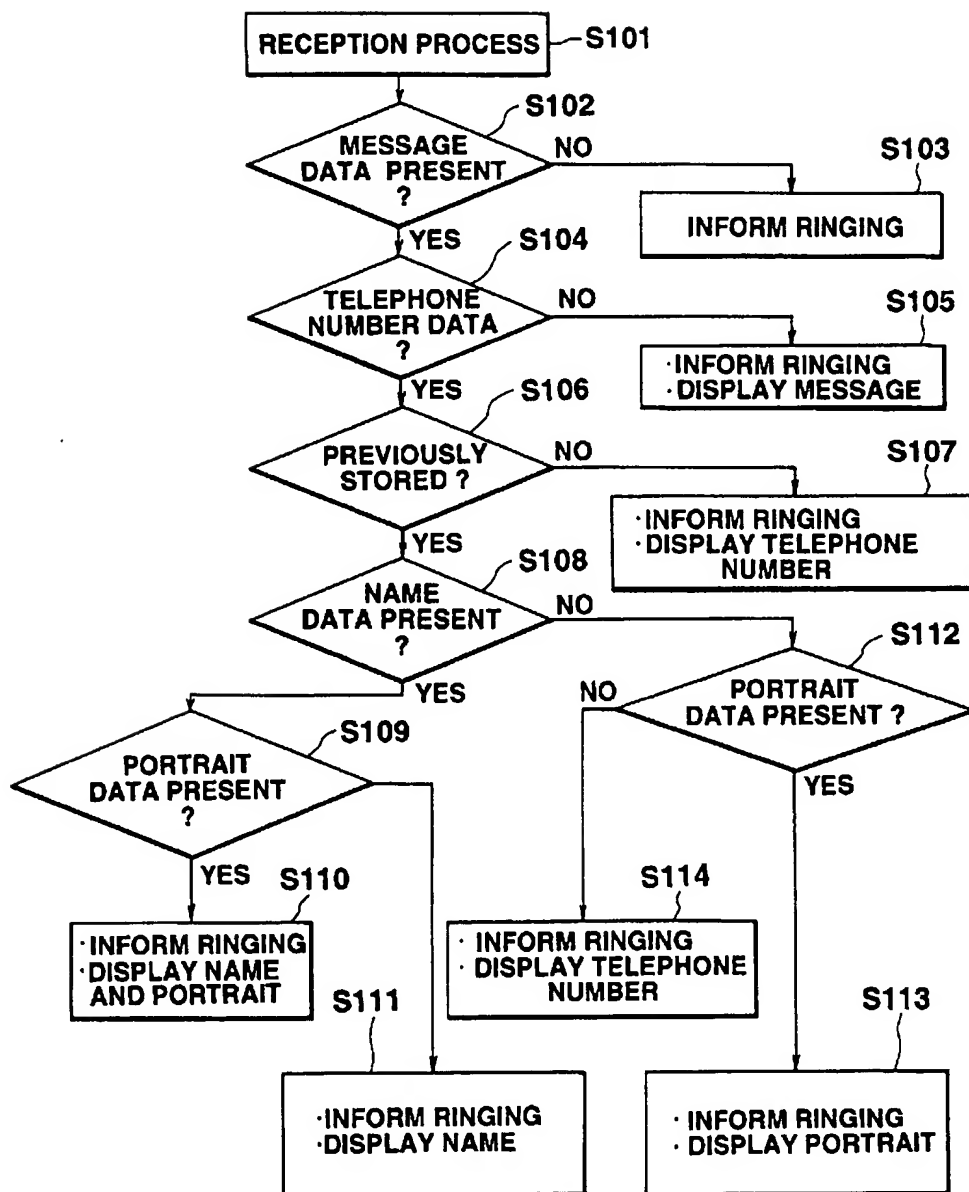 RECEPTION PROCESS
S101
S102
MESSAGE
DATA PRESENT
?
NO
S103
INFORM RINGING
YES
S104
TELEPHONE
NUMBER DATA
?
NO
S105
·INFORM RINGING
·DISPLAY MESSAGE
YES
S106
PREVIOUSLY
STORED ?
NO
S107
·INFORM RINGING
·DISPLAY TELEPHONE
NUMBER
YES
S108
NAME
DATA PRESENT
?
NO
S112
YES
NO
PORTRAIT
DATA PRESENT ?
S109
PORTRAIT
DATA PRESENT
?
YES
YES
S110
·INFORM RINGING
·DISPLAY NAME
AND PORTRAIT
S114
· INFORM RINGING
· DISPLAY TELEPHONE
NUMBER
S111
·INFORM RINGING
·DISPLAY NAME
S113
· INFORM RINGING
· DISPLAY PORTRAIT